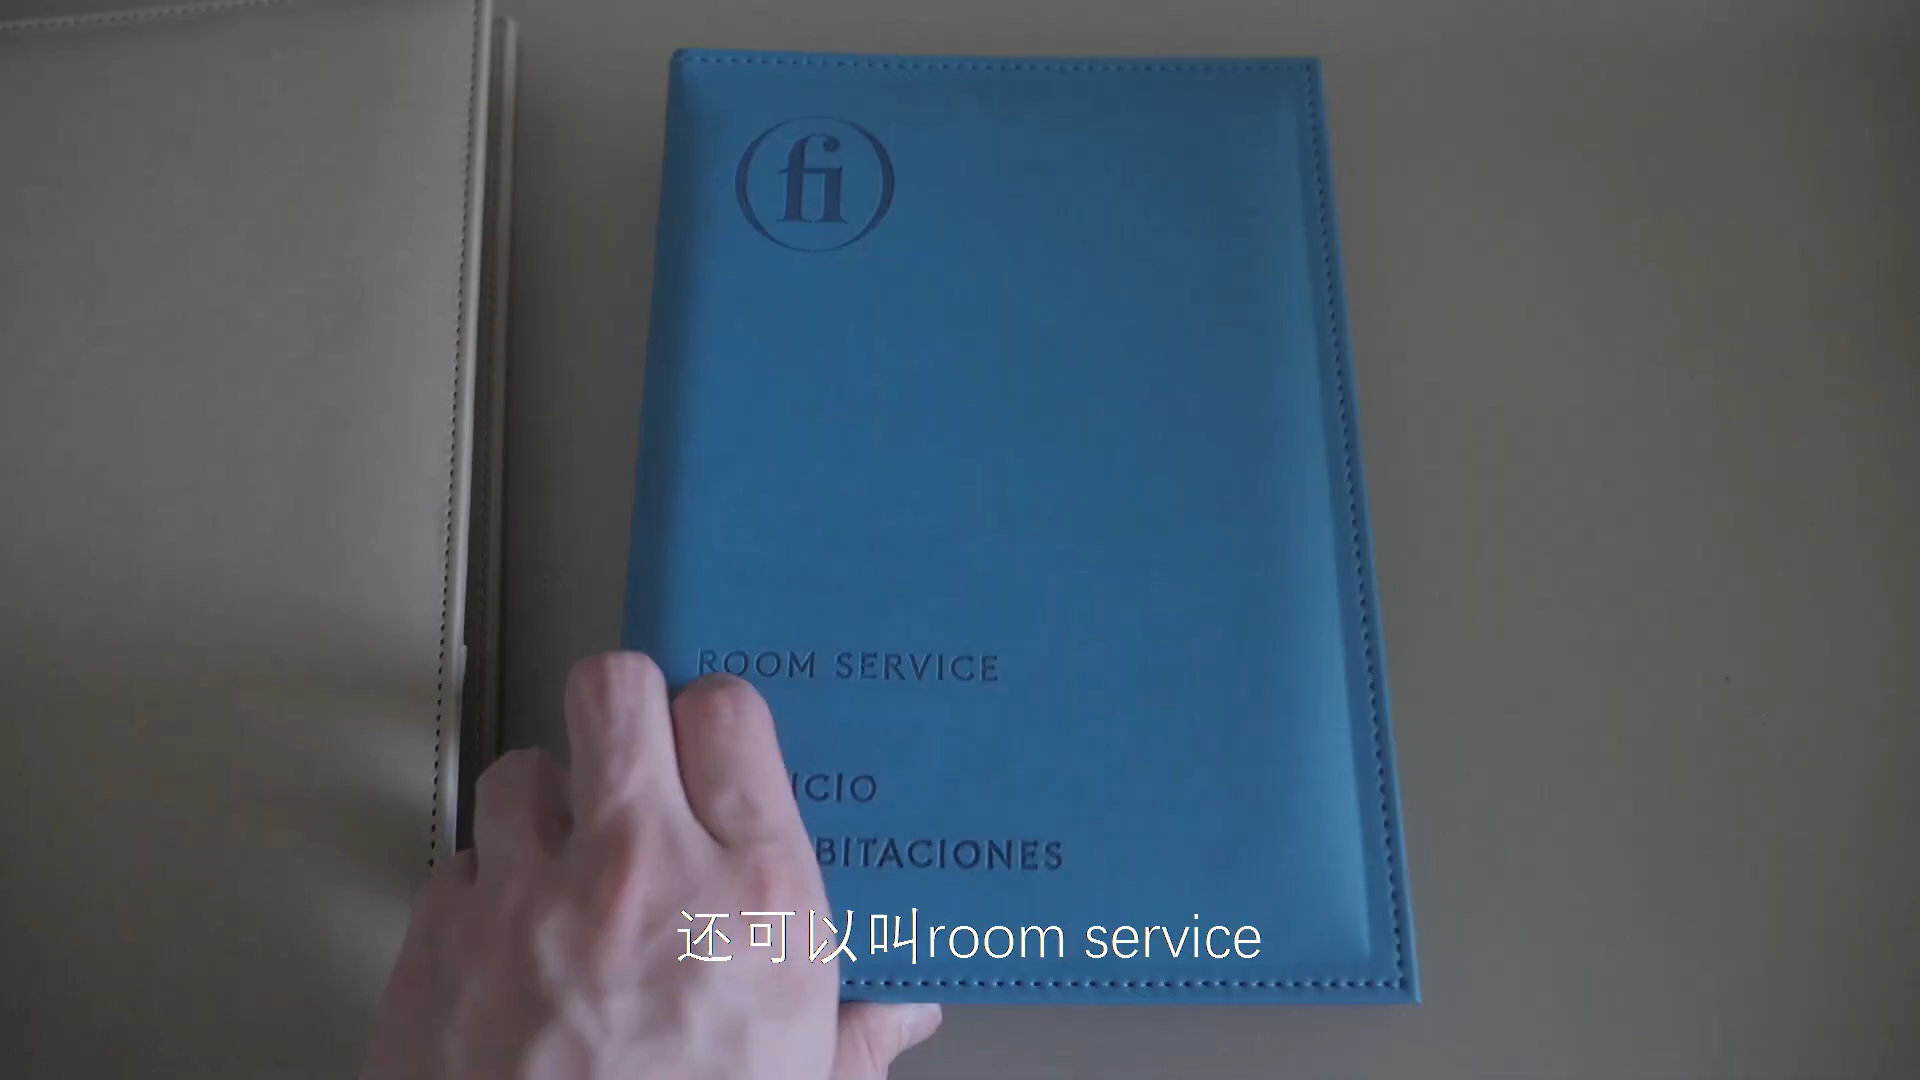 fi
ROOM SERVICE
ICIO
BITACIONES
还可以叫room service